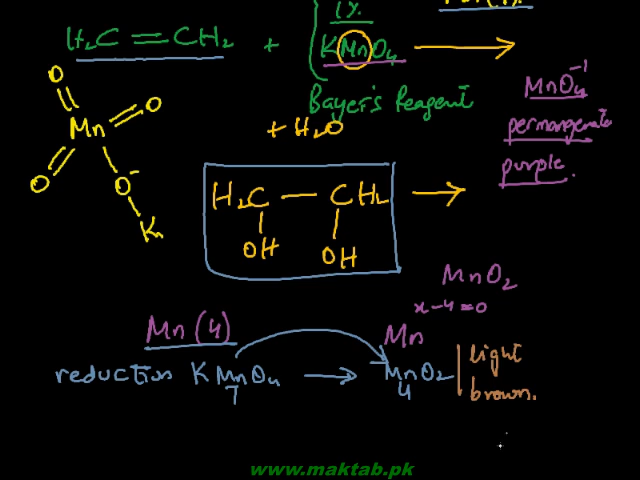 1%
H₂C = CH₂ + KMnO₄ →
Bayer's Reagent
+ H₂O
MnO₄⁻¹
permangenate
purple
O
O
Mn
O
O⁻
K
H₂C — CH₂ →
OH OH
MnO₂
x-4=0
Mn (4)
Mn
reduction KMnO₄ → MnO₂
7 4
light
brown.
www.maktab.pk